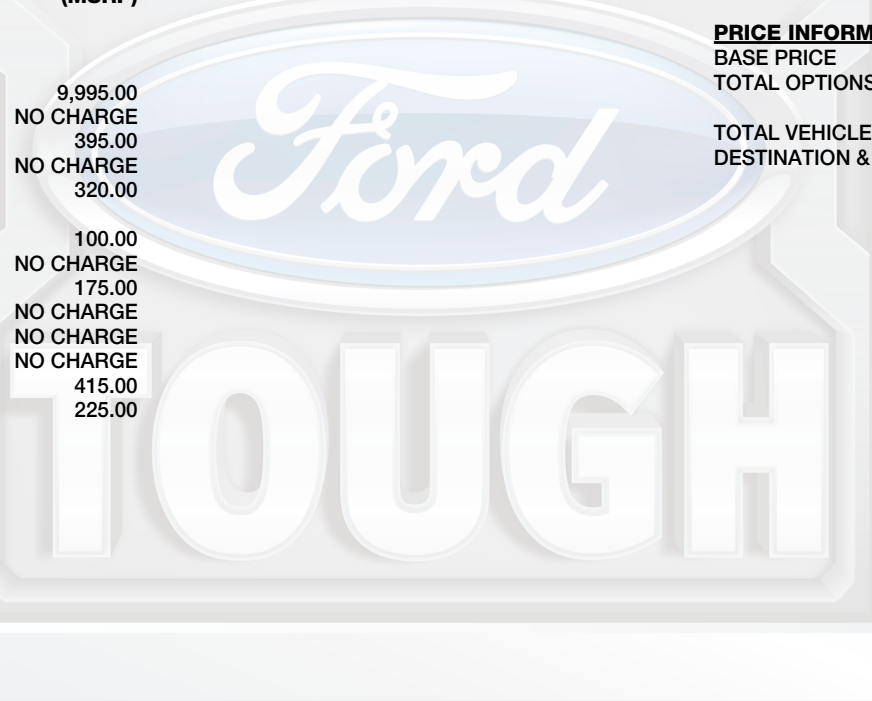 (MSRP)
9,995.00
NO CHARGE
395.00
NO CHARGE
320.00
100.00
NO CHARGE
175.00
NO CHARGE
NO CHARGE
NO CHARGE
415.00
225.00
PRICE INFORM
BASE PRICE
TOTAL OPTIONS
TOTAL VEHICLE
DESTINATION &
Ford
TOUGH